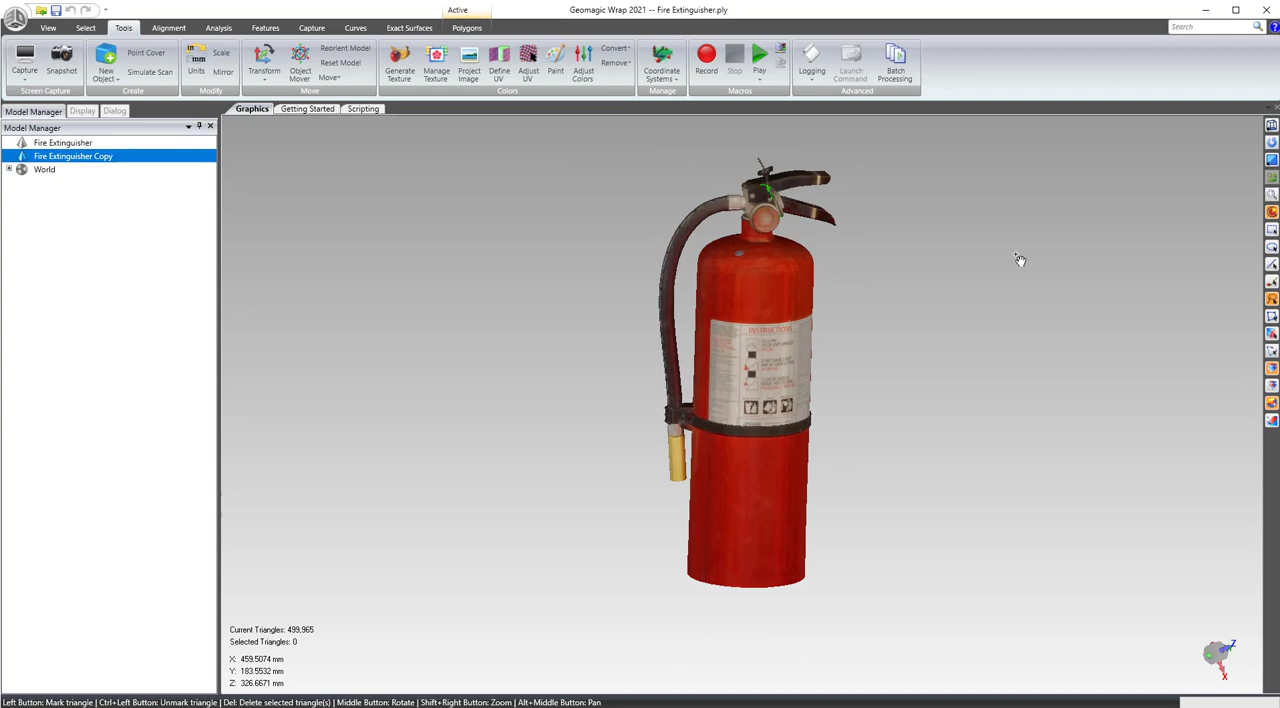 Active
Geomagic Wrap 2021 -- Fire Extinguisher.ply
View Select Tools Alignment Analysis Features Capture Curves Exact Surfaces Polygons
Search
Capture
Snapshot
New Object
Point Cover
Simulate Scan
Units
Scale
Mirror
Transform
Object Mover
Reorient Model
Reset Model
Move
Generate Texture
Manage Texture
Project Image
Define UV
Adjust UV
Paint
Adjust Colors
Convert
Remove
Coordinate Systems
Record
Stop
Play
Logging
Launch Command
Batch Processing
Screen Capture Create Modify Move Colors Manage Macros Advanced
Model Manager Display Dialog
Graphics Getting Started Scripting
Model Manager
Fire Extinguisher
Fire Extinguisher Copy
World
INSTRUCTIONS
Current Triangles: 499,965
Selected Triangles: 0
X: 459.5074 mm
Y: 183.5532 mm
Z: 326.6671 mm
Z
X
Left Button: Mark triangle | Ctrl+Left Button: Unmark triangle | Del: Delete selected triangle(s) | Middle Button: Rotate | Shift+Right Button: Zoom | Alt+Middle Button: Pan